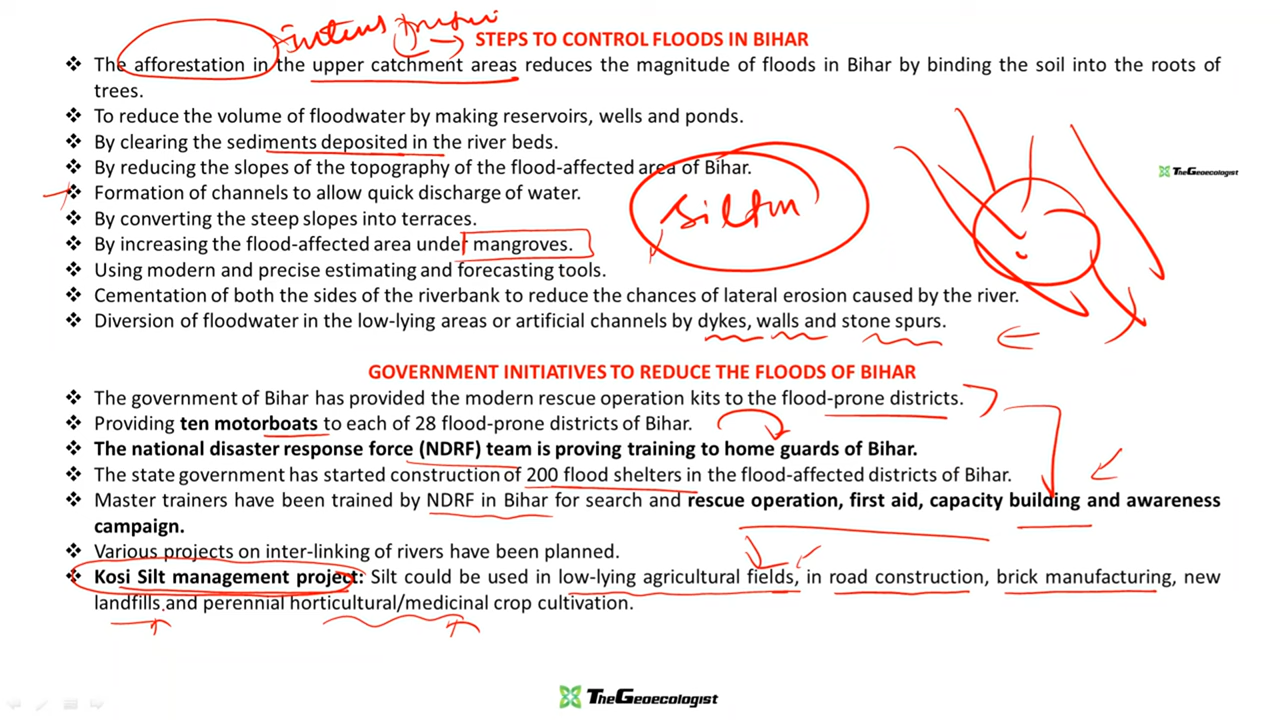 STEPS TO CONTROL FLOODS IN BIHAR
❖ The afforestation in the upper catchment areas reduces the magnitude of floods in Bihar by binding the soil into the roots of
trees.
❖ To reduce the volume of floodwater by making reservoirs, wells and ponds.
❖ By clearing the sediments deposited in the river beds.
❖ By reducing the slopes of the topography of the flood-affected area of Bihar.
❖ Formation of channels to allow quick discharge of water.
❖ By converting the steep slopes into terraces.
❖ By increasing the flood-affected area under mangroves.
❖ Using modern and precise estimating and forecasting tools.
❖ Cementation of both the sides of the riverbank to reduce the chances of lateral erosion caused by the river.
❖ Diversion of floodwater in the low-lying areas or artificial channels by dykes, walls and stone spurs.
TheGeoecologist
GOVERNMENT INITIATIVES TO REDUCE THE FLOODS OF BIHAR
❖ The government of Bihar has provided the modern rescue operation kits to the flood-prone districts.
❖ Providing ten motorboats to each of 28 flood-prone districts of Bihar.
❖ The national disaster response force (NDRF) team is proving training to home guards of Bihar.
❖ The state government has started construction of 200 flood shelters in the flood-affected districts of Bihar.
❖ Master trainers have been trained by NDRF in Bihar for search and rescue operation, first aid, capacity building and awareness
campaign.
❖ Various projects on inter-linking of rivers have been planned.
❖ Kosi Silt management project: Silt could be used in low-lying agricultural fields, in road construction, brick manufacturing, new
landfills and perennial horticultural/medicinal crop cultivation.
TheGeoecologist